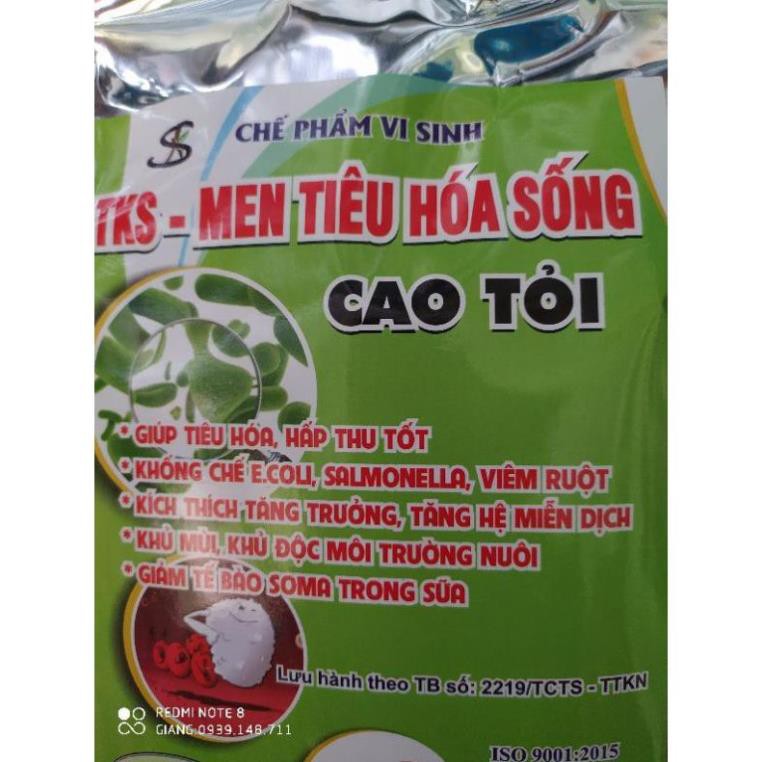 CHẾ PHẨM VI SINH
TKS - MEN TIÊU HÓA SỐNG
CAO TỎI
* GIÚP TIÊU HÓA, HẤP THU TỐT
* KHỐNG CHẾ E.COLI, SALMONELLA, VIÊM RUỘT
* KÍCH THÍCH TĂNG TRƯỞNG, TĂNG HỆ MIỄN DỊCH
* KHỬ MÙI, KHỬ ĐỘC MÔI TRƯỜNG NUÔI
* GIẢM TẾ BÀO SOMA TRONG SỮA
Lưu hành theo TB số: 2219/TCTS - TTKN
REDMI NOTE 8
GIANG.0939.148.711
ISO 9001:2015